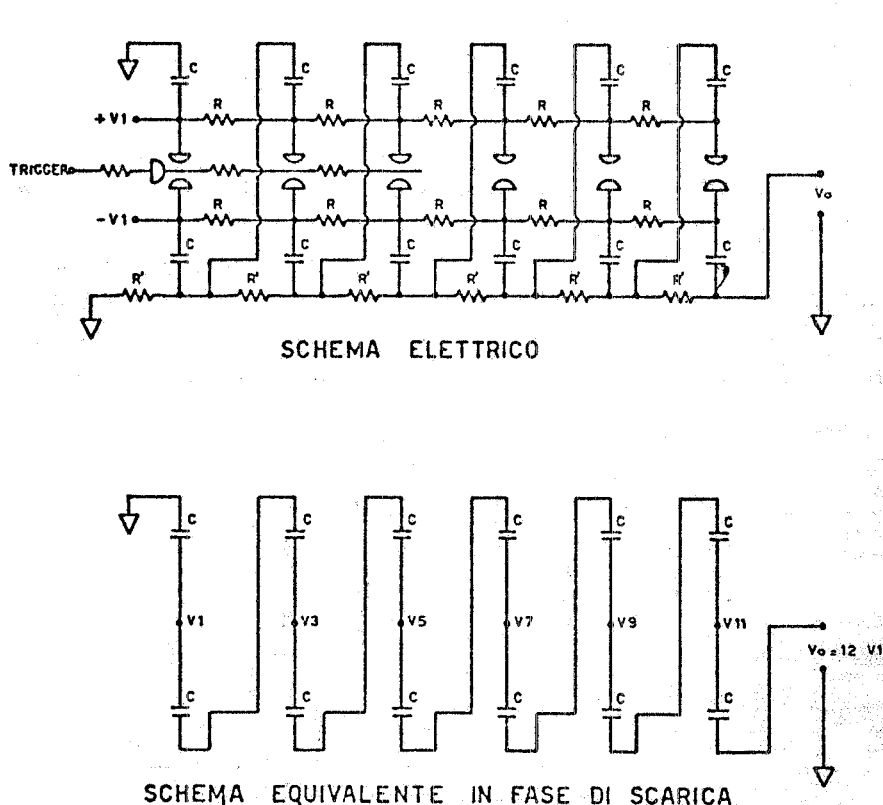 C C C C C C
+V1 R R R R R
TRIGGER
-V1 R R R R R Vo
C C C C C C
R' R' R' R' R' R'
SCHEMA ELETTRICO
C C C C C C
V1 V3 V5 V7 V9 V11
Vo=12 V1
C C C C C C
SCHEMA EQUIVALENTE IN FASE DI SCARICA